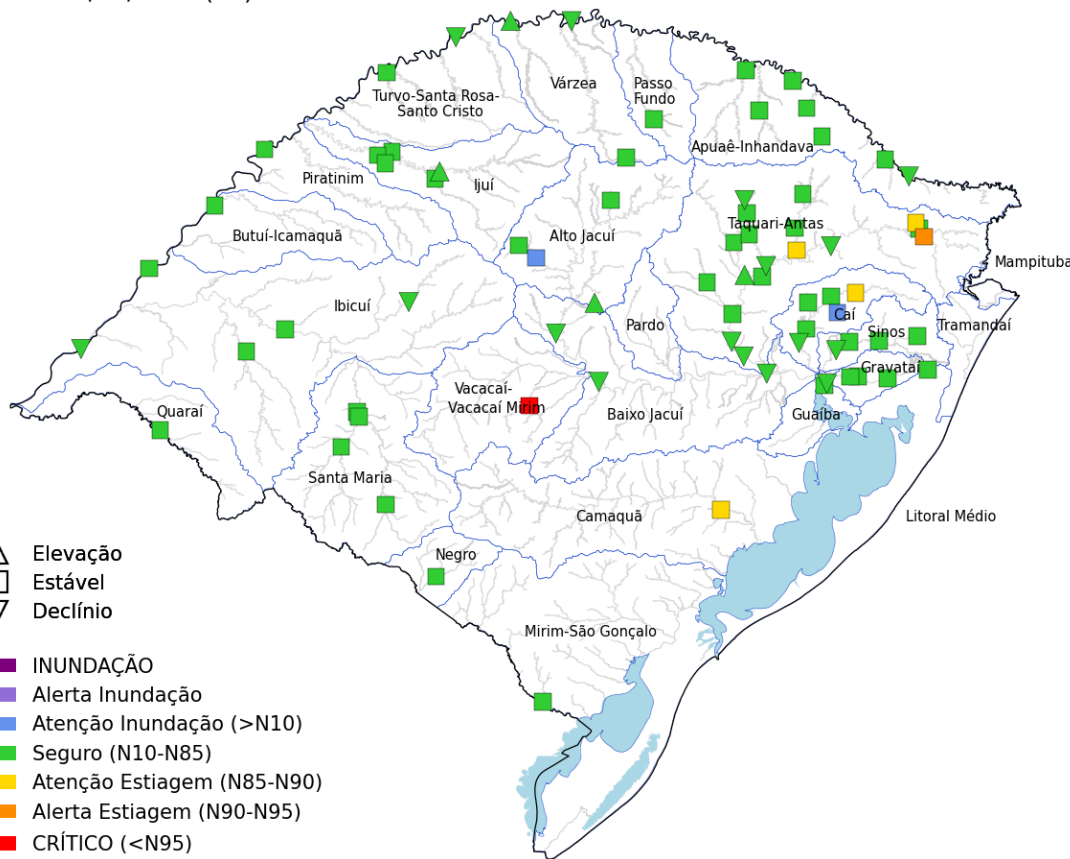 Várzea
Passo
Fundo
Turvo-Santa Rosa-
Santo Cristo
Apuaê-Inhandava
Piratinim
Ijuí
Taquari-Antas
Butuí-Icamaquã
Alto Jacuí
Mampituba
Ibicuí
Caí
Pardo
Sinos
Tramandaí
Gravataí
Vacacaí-
Vacacaí Mirim
Quaraí
Baixo Jacuí
Guaíba
Santa Maria
Camaquã
Litoral Médio
Negro
Mirim-São Gonçalo
Elevação
Estável
Declínio
INUNDAÇÃO
Alerta Inundação
Atenção Inundação (>N10)
Seguro (N10-N85)
Atenção Estiagem (N85-N90)
Alerta Estiagem (N90-N95)
CRÍTICO (<N95)